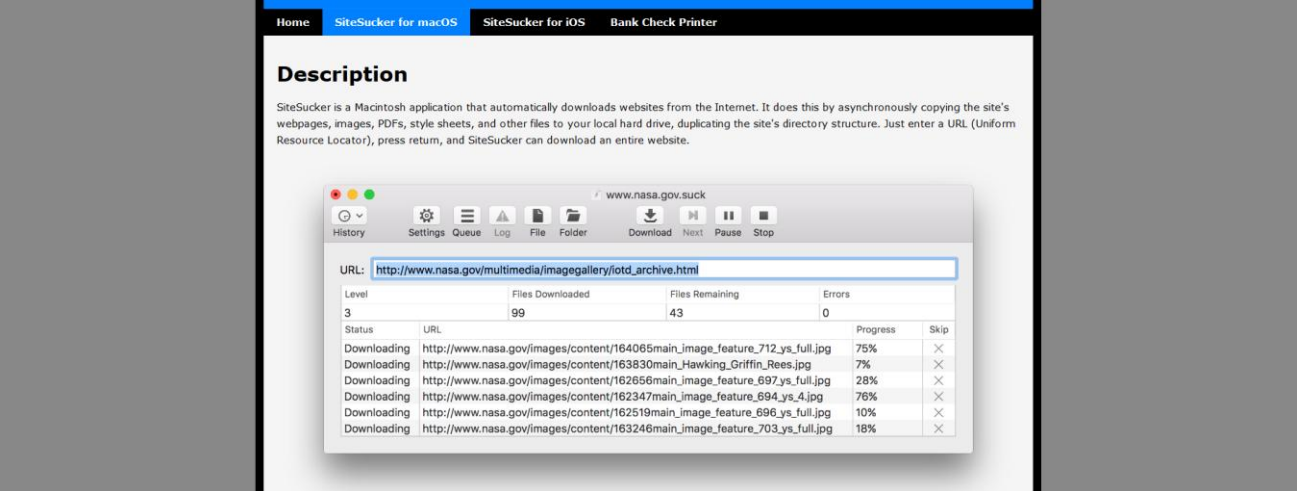 Home SiteSucker for macOS SiteSucker for iOS Bank Check Printer
Description
SiteSucker is a Macintosh application that automatically downloads websites from the Internet. It does this by asynchronously copying the site's
webpages, images, PDFs, style sheets, and other files to your local hard drive, duplicating the site's directory structure. Just enter a URL (Uniform
Resource Locator), press return, and SiteSucker can download an entire website.
www.nasa.gov.suck
History Settings Queue Log File Folder Download Next Pause Stop
URL: http://www.nasa.gov/multimedia/imagegallery/iotd_archive.html
Level Files Downloaded Files Remaining Errors
3 99 43 0
Status URL Progress Skip
Downloading http://www.nasa.gov/images/content/164065main_image_feature_712_ys_full.jpg 75%
Downloading http://www.nasa.gov/images/content/163830main_Hawking_Griffin_Rees.jpg 7%
Downloading http://www.nasa.gov/images/content/162656main_image_feature_697_ys_full.jpg 28%
Downloading http://www.nasa.gov/images/content/162347main_image_feature_694_ys_4.jpg 76%
Downloading http://www.nasa.gov/images/content/162519main_image_feature_696_ys_full.jpg 10%
Downloading http://www.nasa.gov/images/content/163246main_image_feature_703_ys_full.jpg 18%